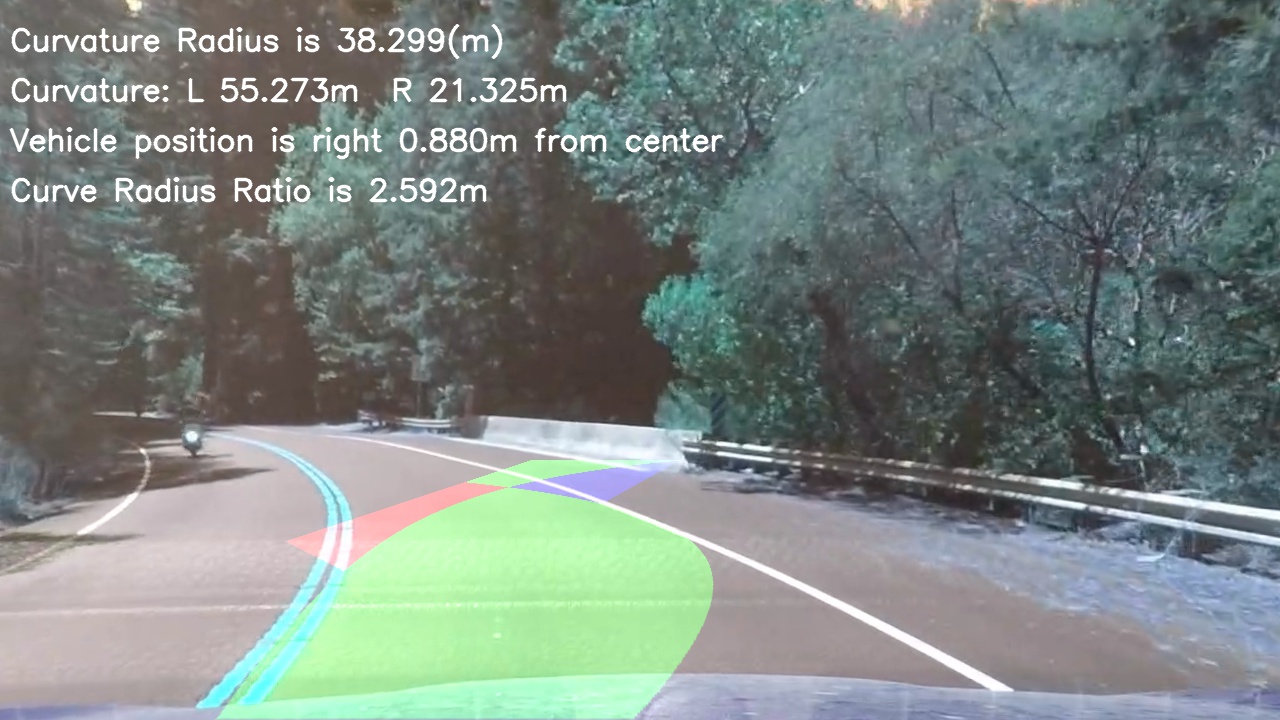 Curvature Radius is 38.299(m)
Curvature: L 55.273m R 21.325m
Vehicle position is right 0.880m from center
Curve Radius Ratio is 2.592m